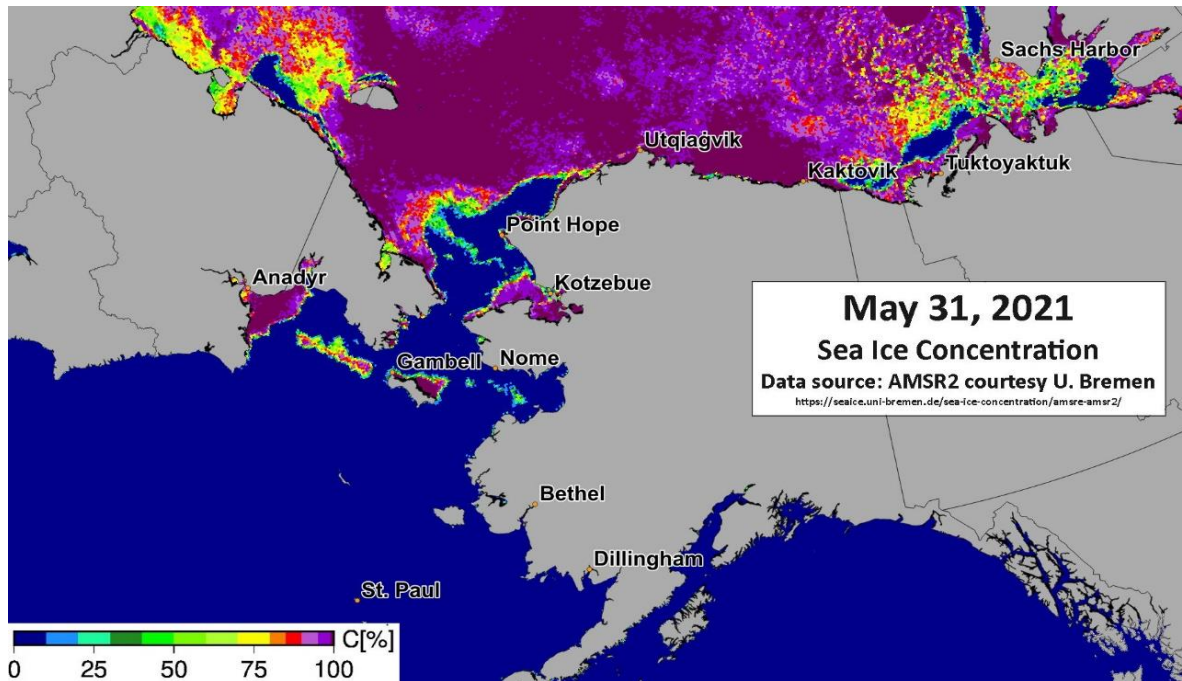 Sachs Harbor
Utqiaġvik
Kaktovik
Tuktoyaktuk
Point Hope
Anadyr
Kotzebue
May 31, 2021
Sea Ice Concentration
Data source: AMSR2 courtesy U. Bremen
https://seaice.uni-bremen.de/sea-ice-concentration/amsre-amsr2/
Gambell
Nome
Bethel
Dillingham
St. Paul
C[%]
0 25 50 75 100